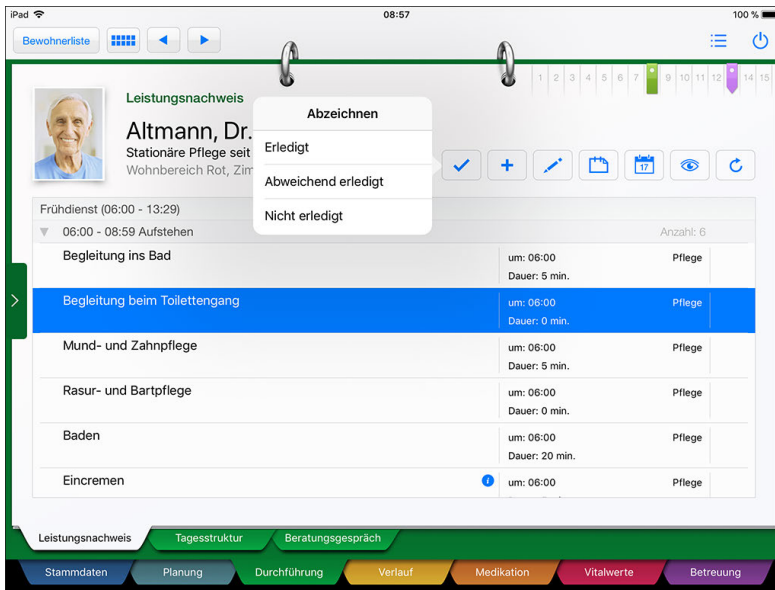 iPad 08:57 100 %
Bewohnerliste
1 2 3 4 5 6 7 9 10 11 12 14 15
Leistungsnachweis
Altmann, Dr.
Stationäre Pflege seit
Wohnbereich Rot, Zim
Abzeichnen
Erledigt
Abweichend erledigt
Nicht erledigt
17
Frühdienst (06:00 - 13:29)
06:00 - 08:59 Aufstehen Anzahl: 6
Begleitung ins Bad um: 06:00 Pflege
Dauer: 5 min.
Begleitung beim Toilettengang um: 06:00 Pflege
Dauer: 0 min.
Mund- und Zahnpflege um: 06:00 Pflege
Dauer: 5 min.
Rasur- und Bartpflege um: 06:00 Pflege
Dauer: 0 min.
Baden um: 06:00 Pflege
Dauer: 20 min.
Eincremen i um: 06:00 Pflege
Leistungsnachweis Tagesstruktur Beratungsgespräch
Stammdaten Planung Durchführung Verlauf Medikation Vitalwerte Betreuung